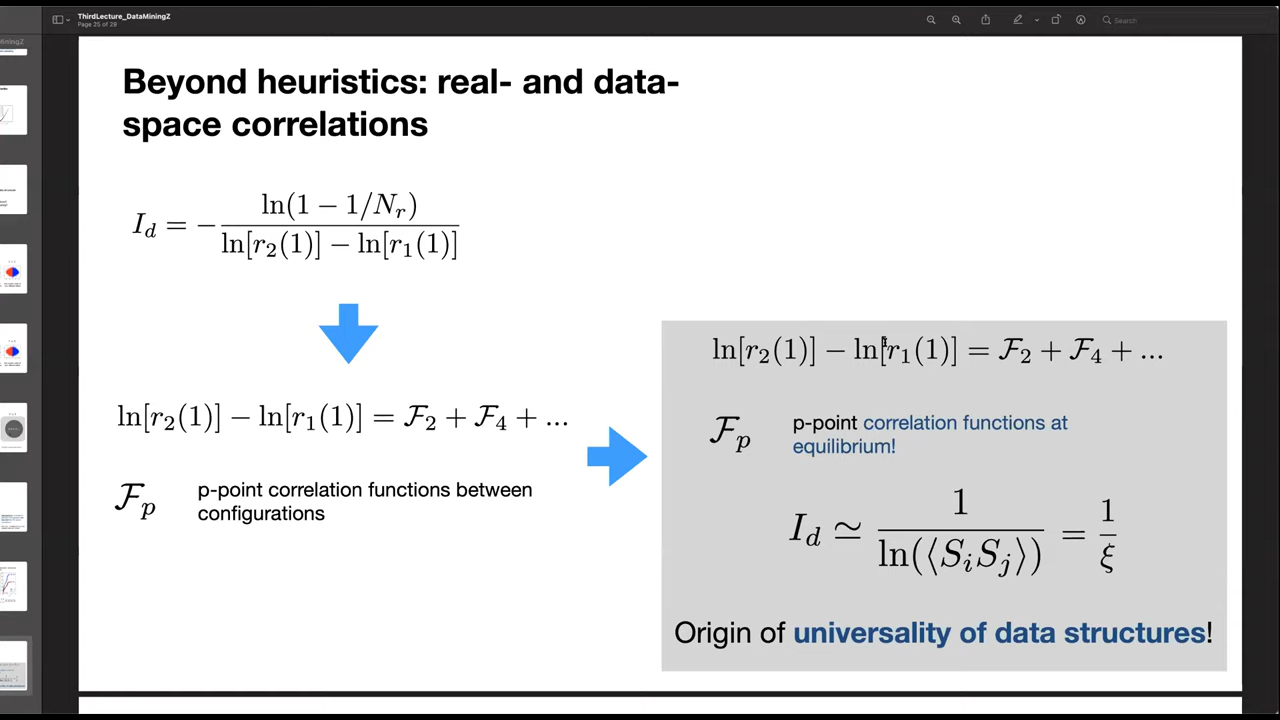 ThirdLecture_DataMiningZ
Page 25 of 29
Search
MiningZ
Beyond heuristics: real- and data-
space correlations
I_d = − ln(1 − 1/N_r) / ln[r_2(1)] − ln[r_1(1)]
ln[r_2(1)] − ln[r_1(1)] = ℱ_2 + ℱ_4 + ...
ℱ_p p-point correlation functions between
configurations
ln[r_2(1)] − ln[r_1(1)] = ℱ_2 + ℱ_4 + ...
ℱ_p p-point correlation functions at
equilibrium!
I_d ≃ 1 / ln(⟨S_i S_j⟩) = 1 / ξ
Origin of universality of data structures!